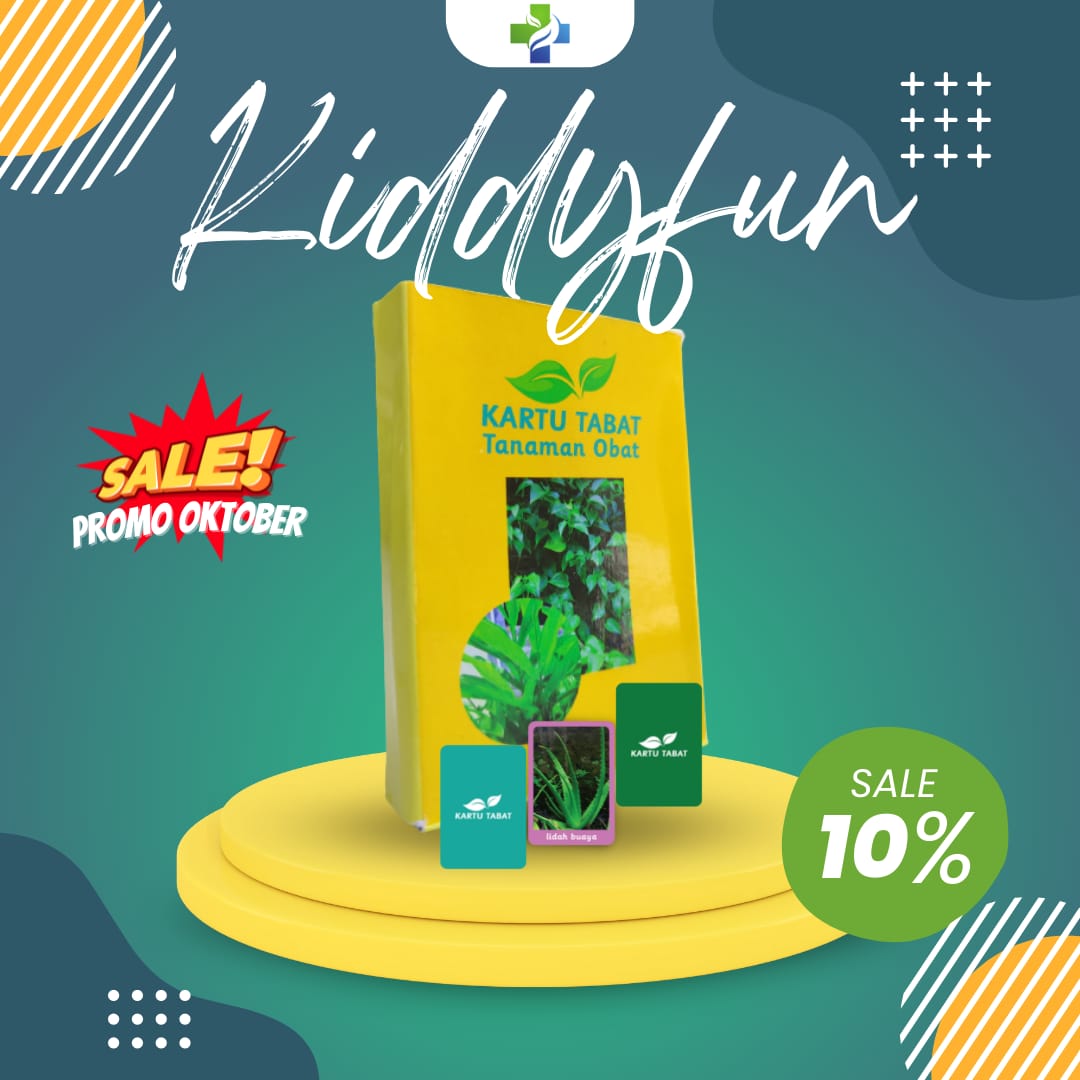 Kiddyfun
KARTU TABAT
Tanaman Obat
SALE!
PROMO OKTOBER
KARTU TABAT
KARTU TABAT
lidah buaya
SALE
10%